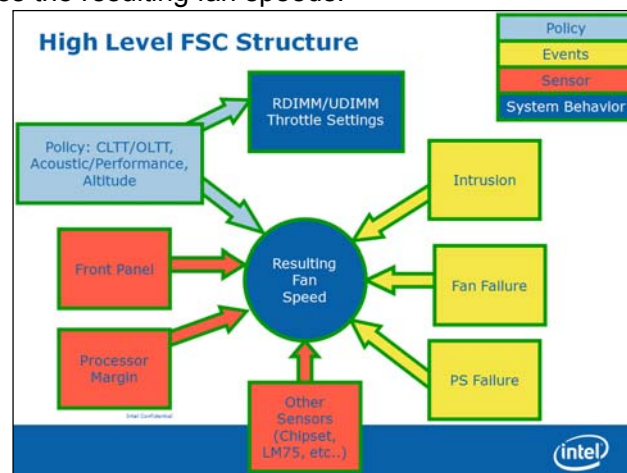 the resulting fan speeds.
High Level FSC Structure
Policy
Events
Sensor
System Behavior
RDIMM/UDIMM
Throttle Settings
Policy: CLTT/OLTT,
Acoustic/Performance,
Altitude
Intrusion
Front Panel
Resulting
Fan
Speed
Fan Failure
Processor
Margin
PS Failure
Other
Sensors
(Chipset,
LM75, etc..)
Intel Confidential
intel